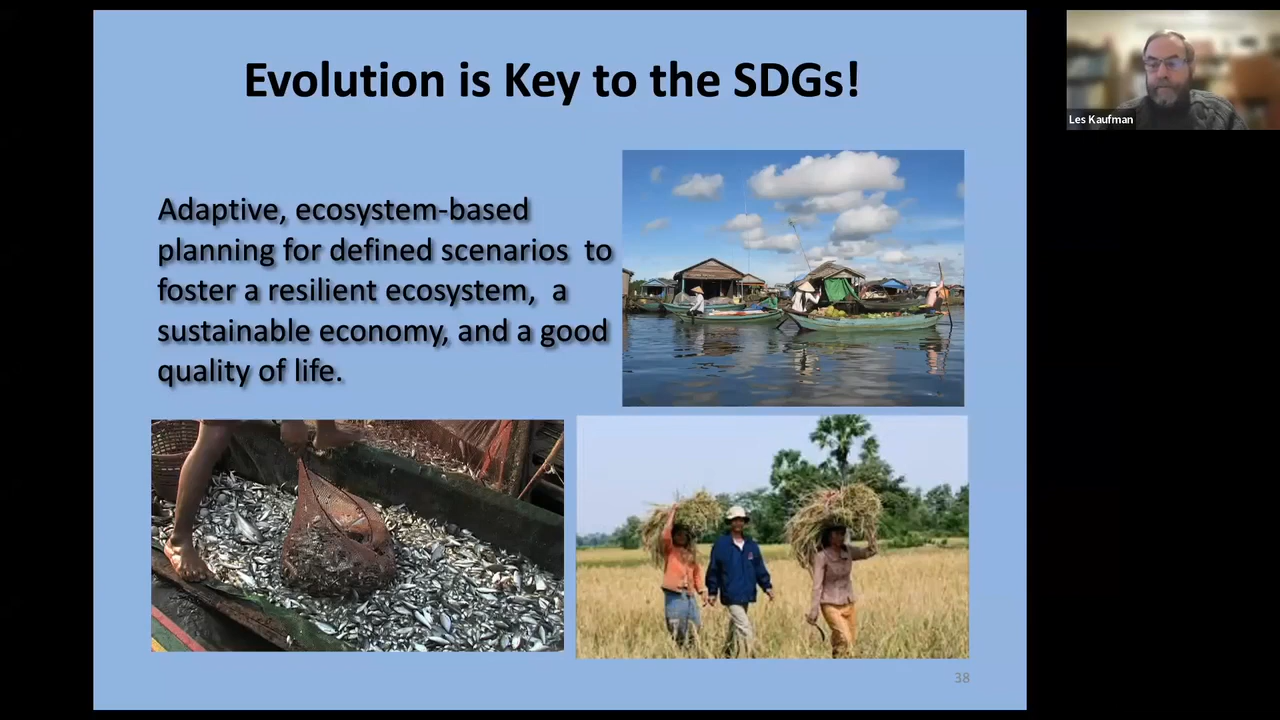 Evolution is Key to the SDGs!
Les Kaufman
Adaptive, ecosystem-based
planning for defined scenarios to
foster a resilient ecosystem, a
sustainable economy, and a good
quality of life.
38